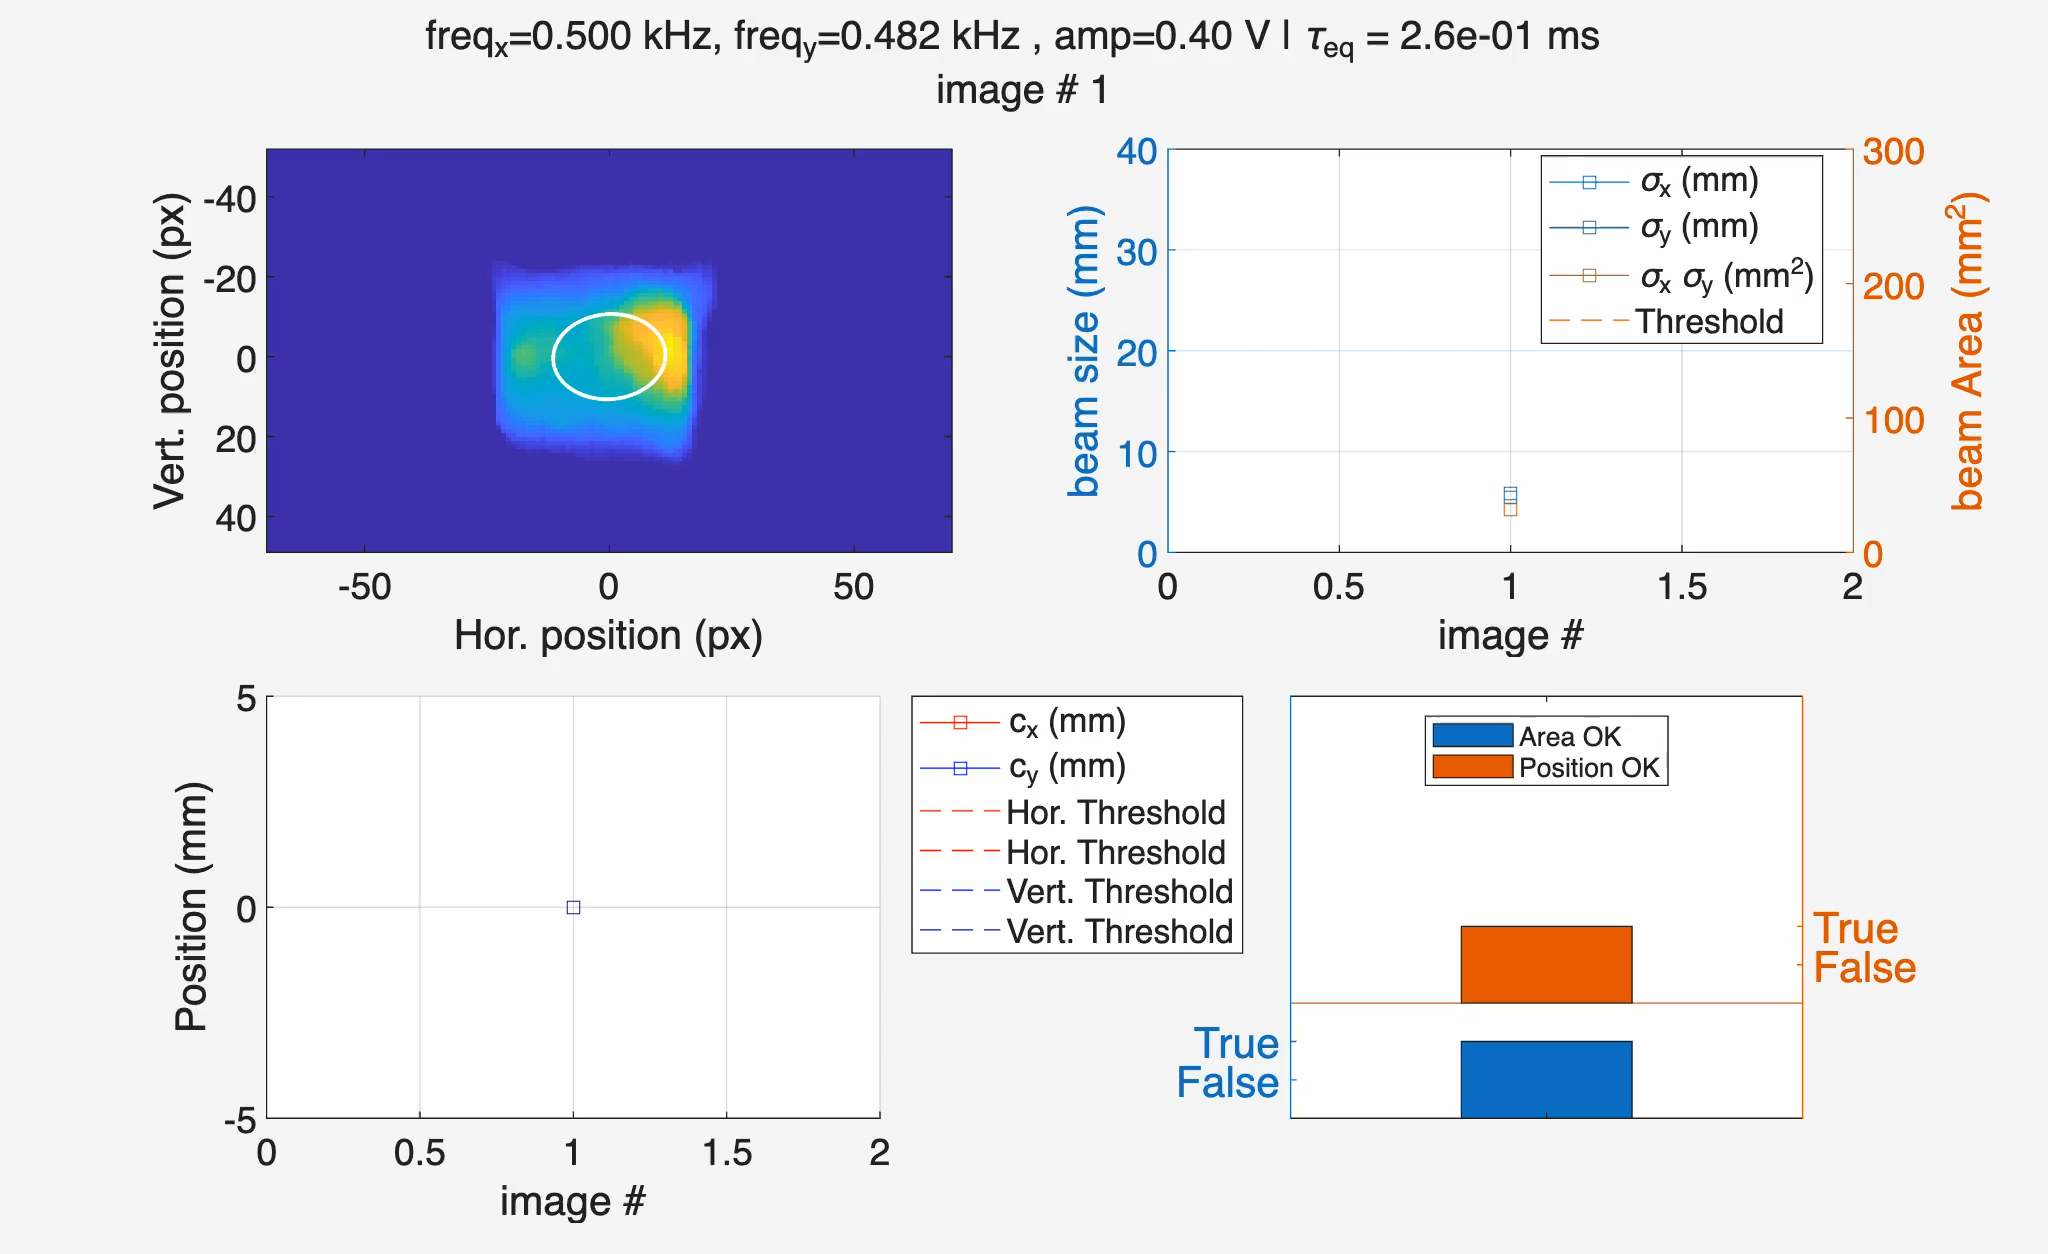 freqx=0.500 kHz, freqy=0.482 kHz , amp=0.40 V | τeq = 2.6e-01 ms
image # 1
-40
-20
0
20
40
Vert. position (px)
-50 0 50
Hor. position (px)
40
30
20
10
0
beam size (mm)
σx (mm)
σy (mm)
σx σy (mm²)
Threshold
300
200
100
0
beam Area (mm²)
0 0.5 1 1.5 2
image #
5
0
-5
Position (mm)
0 0.5 1 1.5 2
image #
cx (mm)
cy (mm)
Hor. Threshold
Hor. Threshold
Vert. Threshold
Vert. Threshold
Area OK
Position OK
True
False
True
False